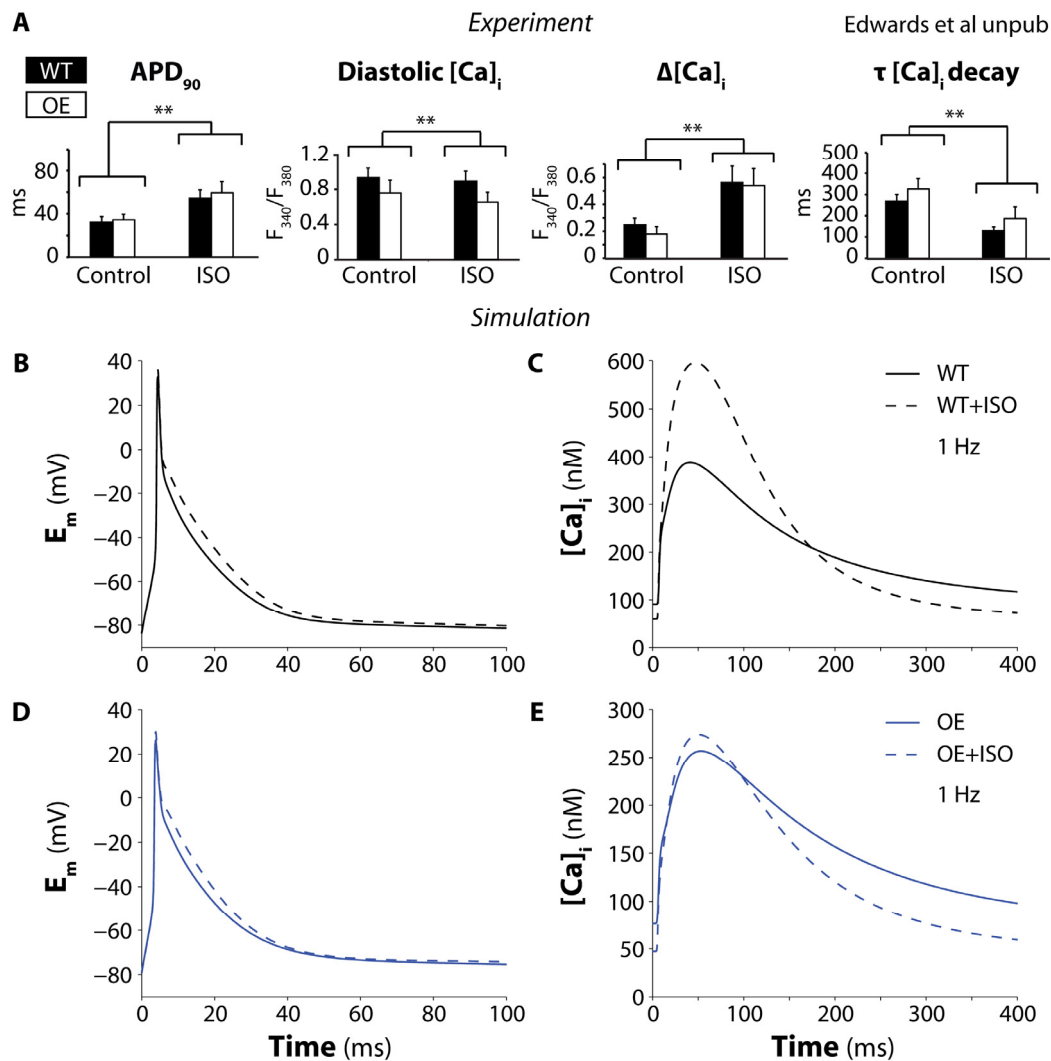 A Experiment Edwards et al unpub
WT
OE
APD90
**
ms
80
40
0
Control ISO
Diastolic [Ca]i
**
F340/F380
1.2
0.8
0.4
0
Control ISO
Δ[Ca]i
**
F340/F380
0.6
0.4
0.2
0
Control ISO
τ [Ca]i decay
**
ms
500
400
300
200
100
0
Control ISO
Simulation
B
Em (mV)
40
20
0
−20
−40
−60
−80
0 20 40 60 80 100
C
[Ca]i (nM)
600
500
400
300
200
100
0
WT
WT+ISO
1 Hz
0 100 200 300 400
D
Em (mV)
40
20
0
−20
−40
−60
−80
0 20 40 60 80 100
Time (ms)
E
[Ca]i (nM)
300
250
200
150
100
50
0
OE
OE+ISO
1 Hz
0 100 200 300 400
Time (ms)